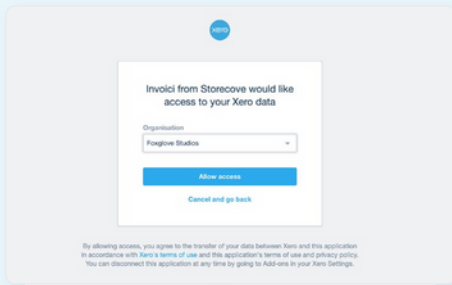 xero
Invoici from Storecove would like
access to your Xero data
Organisation
Foxglove Studios
Allow access
Cancel and go back
By allowing access, you agree to the transfer of your data between Xero and this application
in accordance with Xero's terms of use and this application's terms of use and privacy policy.
You can disconnect this application at any time by going to Add-ons in your Xero Settings.